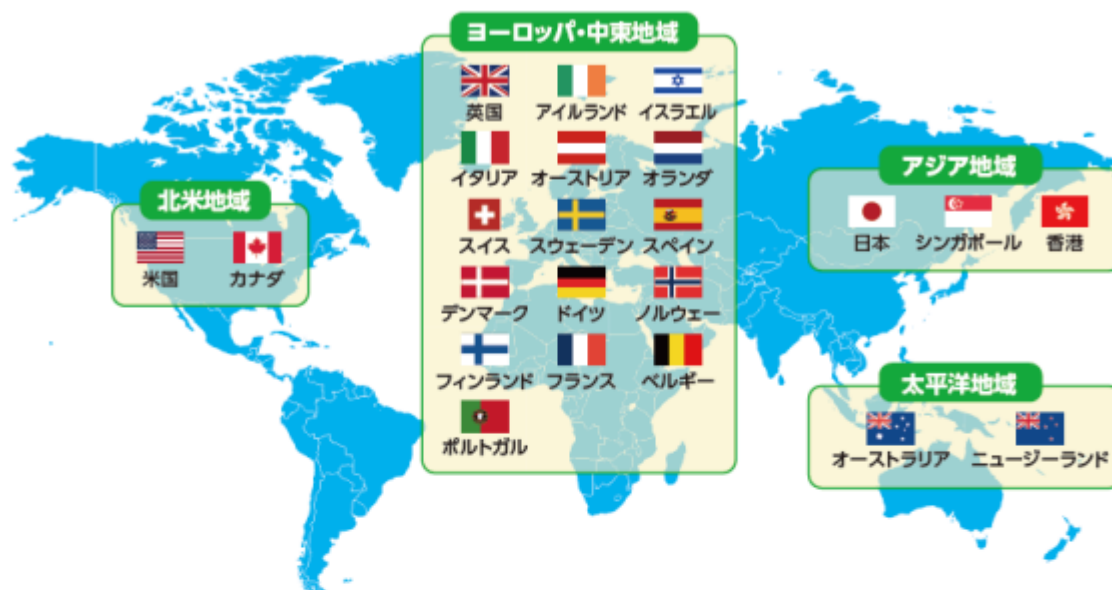 ヨーロッパ・中東地域
英国 アイルランド イスラエル
イタリア オーストリア オランダ
スイス スウェーデン スペイン
デンマーク ドイツ ノルウェー
フィンランド フランス ベルギー
ポルトガル
北米地域
米国 カナダ
アジア地域
日本 シンガポール 香港
太平洋地域
オーストラリア ニュージーランド